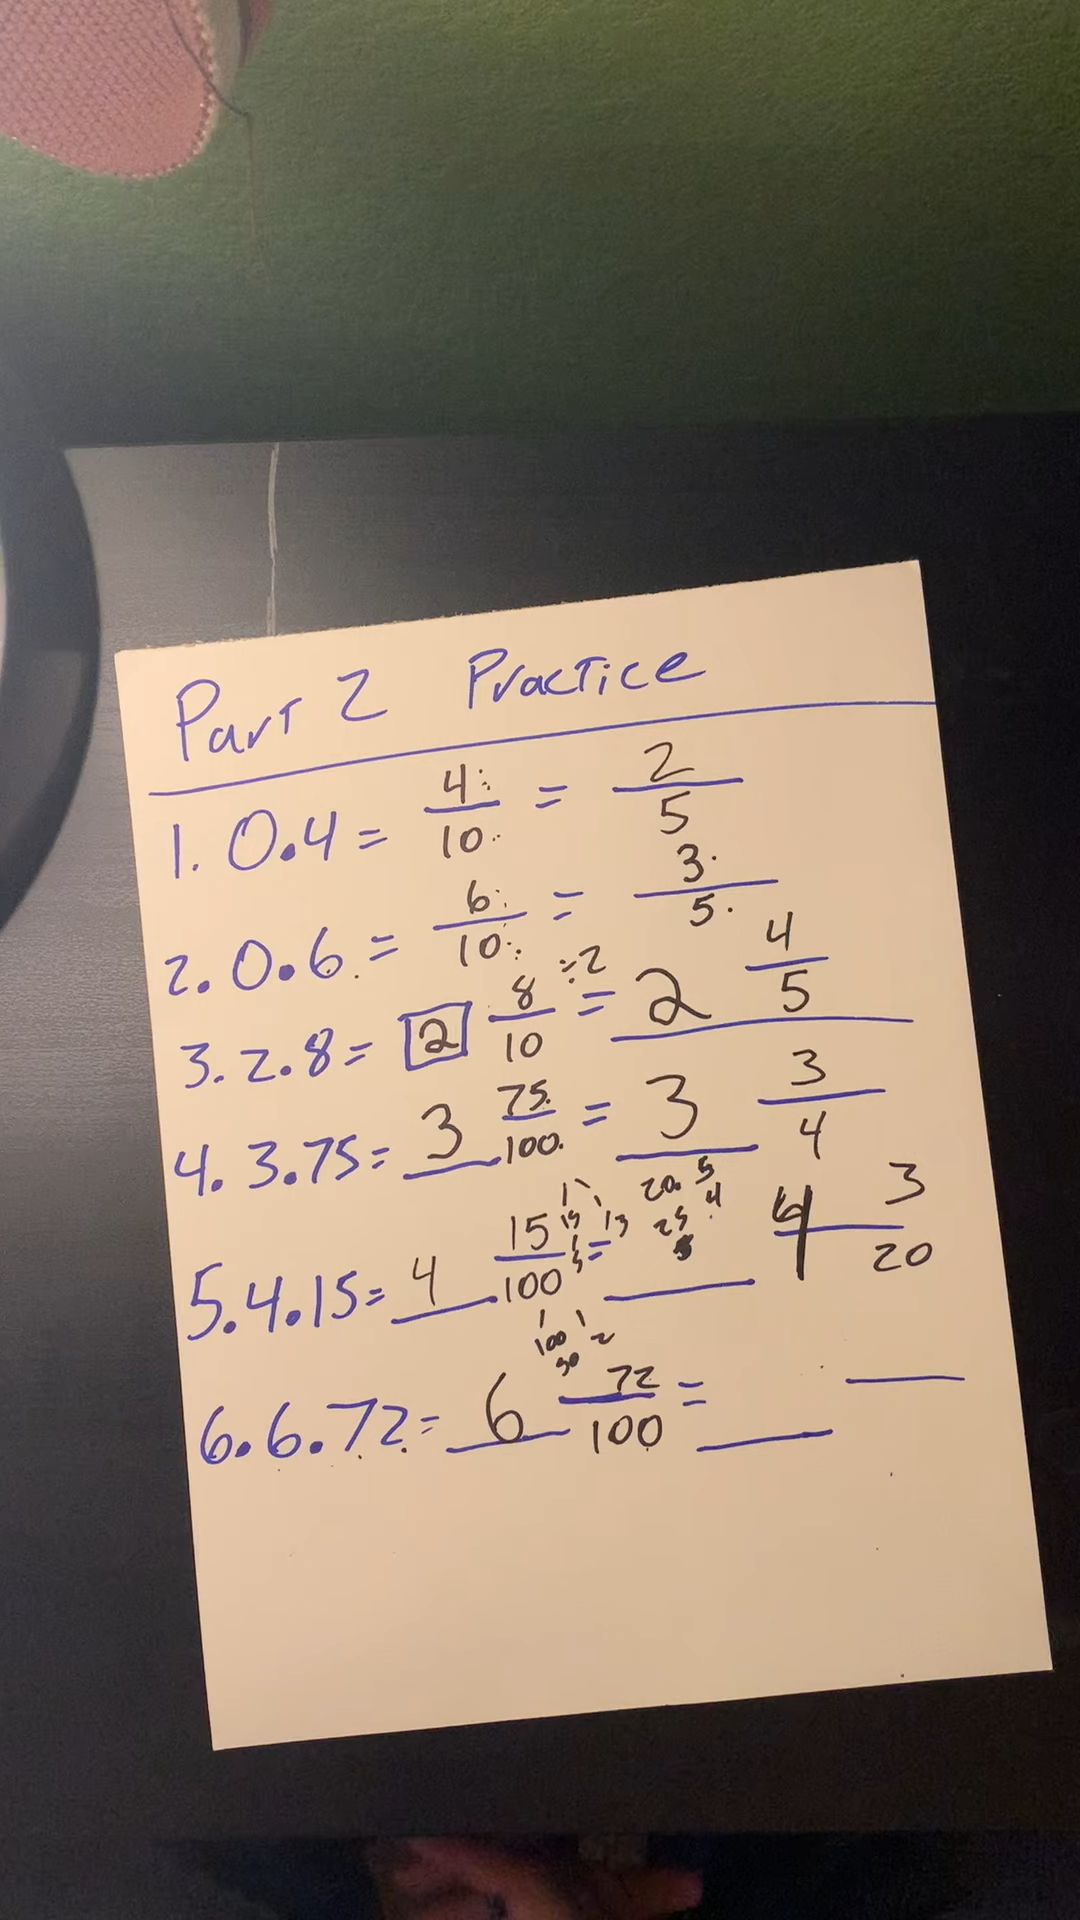 Part 2 Practice
1. 0.4 = 4/10 = 2/5
2. 0.6 = 6/10 = 3/5
3. 2.8 = 2 8/10 ÷2 = 2 4/5
4. 3.75 = 3 75/100 = 3 3/4
5. 4.15 = 4 15/100 = 4 3/20
6. 6.72 = 6 72/100 =